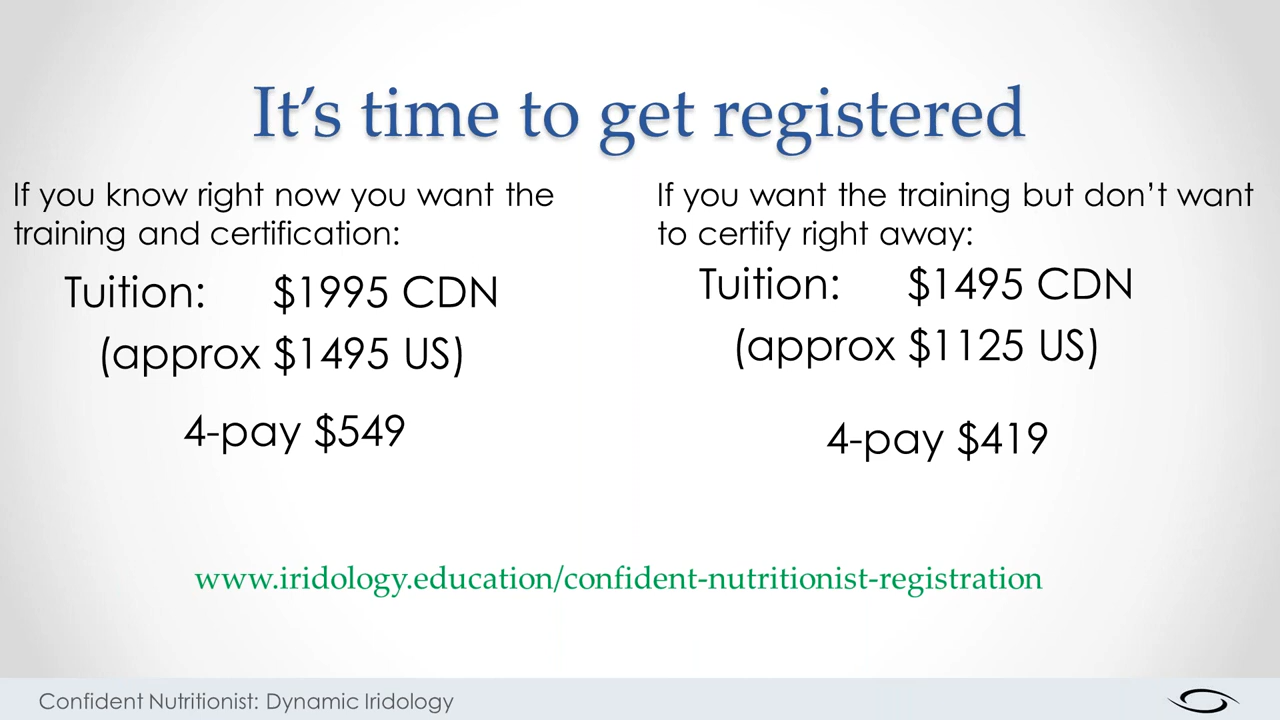 It's time to get registered
If you know right now you want the
training and certification:
Tuition: $1995 CDN
(approx $1495 US)
4-pay $549
If you want the training but don't want
to certify right away:
Tuition: $1495 CDN
(approx $1125 US)
4-pay $419
www.iridology.education/confident-nutritionist-registration
Confident Nutritionist: Dynamic Iridology